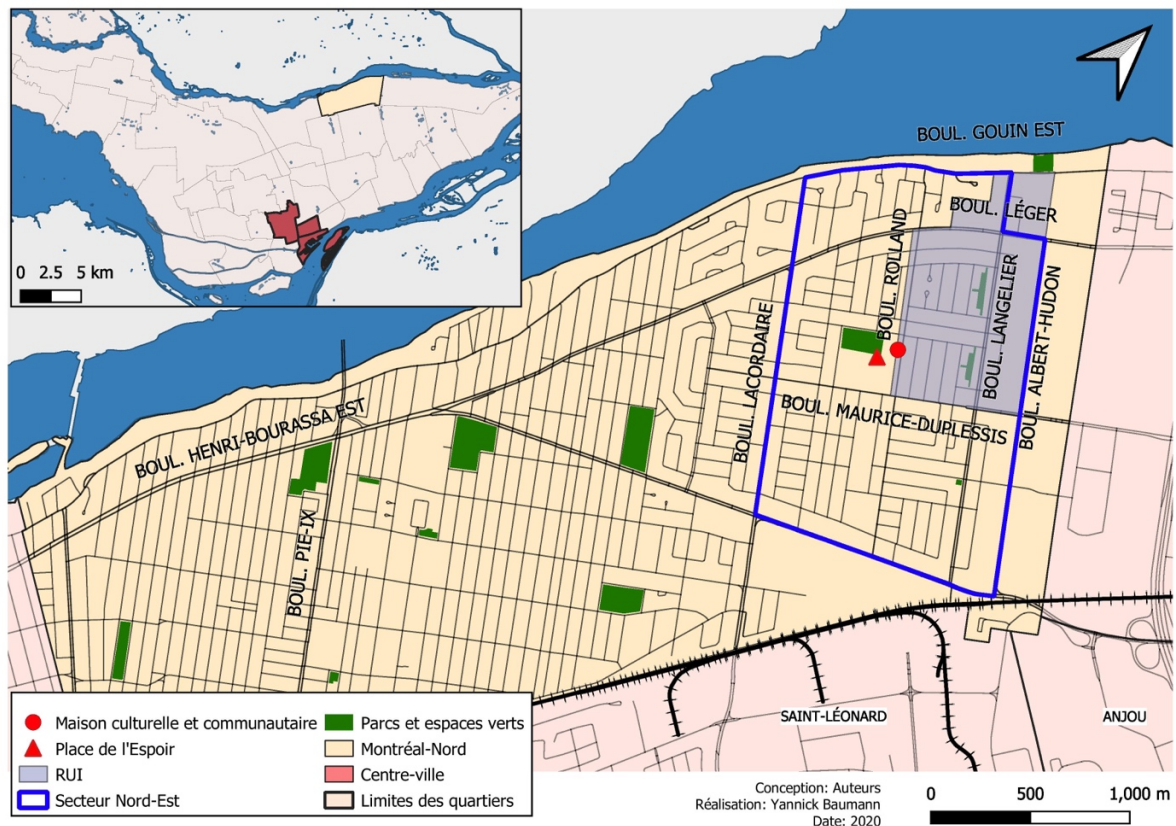 0 2.5 5 km
BOUL. GOUIN EST
BOUL. LÉGER
BOUL. ROLLAND
BOUL. LANGELIER
BOUL. ALBERT-HUDON
BOUL. LACORDAIRE
BOUL. MAURICE-DUPLESSIS
BOUL. HENRI-BOURASSA EST
BOUL. PIE-IX
SAINT-LÉONARD
ANJOU
Maison culturelle et communautaire
Place de l'Espoir
RUI
Secteur Nord-Est
Parcs et espaces verts
Montréal-Nord
Centre-ville
Limites des quartiers
Conception: Auteurs
Réalisation: Yannick Baumann
Date: 2020
0 500 1,000 m